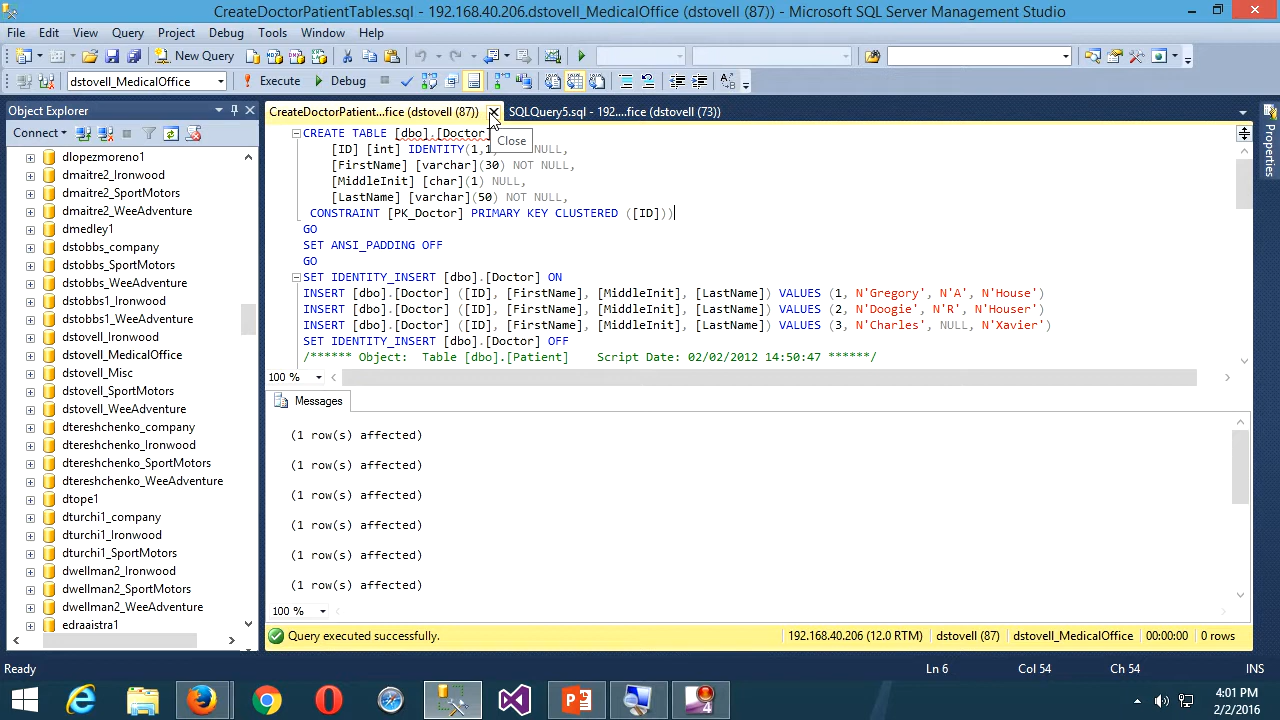 CreateDoctorPatientTables.sql - 192.168.40.206.dstovell_MedicalOffice (dstovell (87)) - Microsoft SQL Server Management Studio
File Edit View Query Project Debug Tools Window Help
New Query
dstovell_MedicalOffice Execute Debug
Object Explorer
Connect
dlopezmoreno1
dmaitre2_Ironwood
dmaitre2_SportMotors
dmaitre2_WeeAdventure
dmedley1
dstobbs_company
dstobbs_SportMotors
dstobbs_WeeAdventure
dstobbs1_Ironwood
dstobbs1_WeeAdventure
dstovell_Ironwood
dstovell_MedicalOffice
dstovell_Misc
dstovell_SportMotors
dstovell_WeeAdventure
dtereshchenko_company
dtereshchenko_Ironwood
dtereshchenko_SportMotors
dtereshchenko_WeeAdventure
dtope1
dturchi1_company
dturchi1_Ironwood
dturchi1_SportMotors
dwellman2_Ironwood
dwellman2_SportMotors
dwellman2_WeeAdventure
edraaistra1
CreateDoctorPatient...fice (dstovell (87)) SQLQuery5.sql - 192....fice (dstovell (73))
Close
CREATE TABLE [dbo].[Doctor]
[ID] [int] IDENTITY(1,1 NULL,
[FirstName] [varchar](30) NOT NULL,
[MiddleInit] [char](1) NULL,
[LastName] [varchar](50) NOT NULL,
CONSTRAINT [PK_Doctor] PRIMARY KEY CLUSTERED ([ID]))
GO
SET ANSI_PADDING OFF
GO
SET IDENTITY_INSERT [dbo].[Doctor] ON
INSERT [dbo].[Doctor] ([ID], [FirstName], [MiddleInit], [LastName]) VALUES (1, N'Gregory', N'A', N'House')
INSERT [dbo].[Doctor] ([ID], [FirstName], [MiddleInit], [LastName]) VALUES (2, N'Doogie', N'R', N'Houser')
INSERT [dbo].[Doctor] ([ID], [FirstName], [MiddleInit], [LastName]) VALUES (3, N'Charles', NULL, N'Xavier')
SET IDENTITY_INSERT [dbo].[Doctor] OFF
/****** Object: Table [dbo].[Patient] Script Date: 02/02/2012 14:50:47 ******/
100 %
Messages
(1 row(s) affected)
(1 row(s) affected)
(1 row(s) affected)
(1 row(s) affected)
(1 row(s) affected)
(1 row(s) affected)
100 %
Query executed successfully. 192.168.40.206 (12.0 RTM) dstovell (87) dstovell_MedicalOffice 00:00:00 0 rows
Properties
Ready Ln 6 Col 54 Ch 54 INS
4:01 PM
2/2/2016